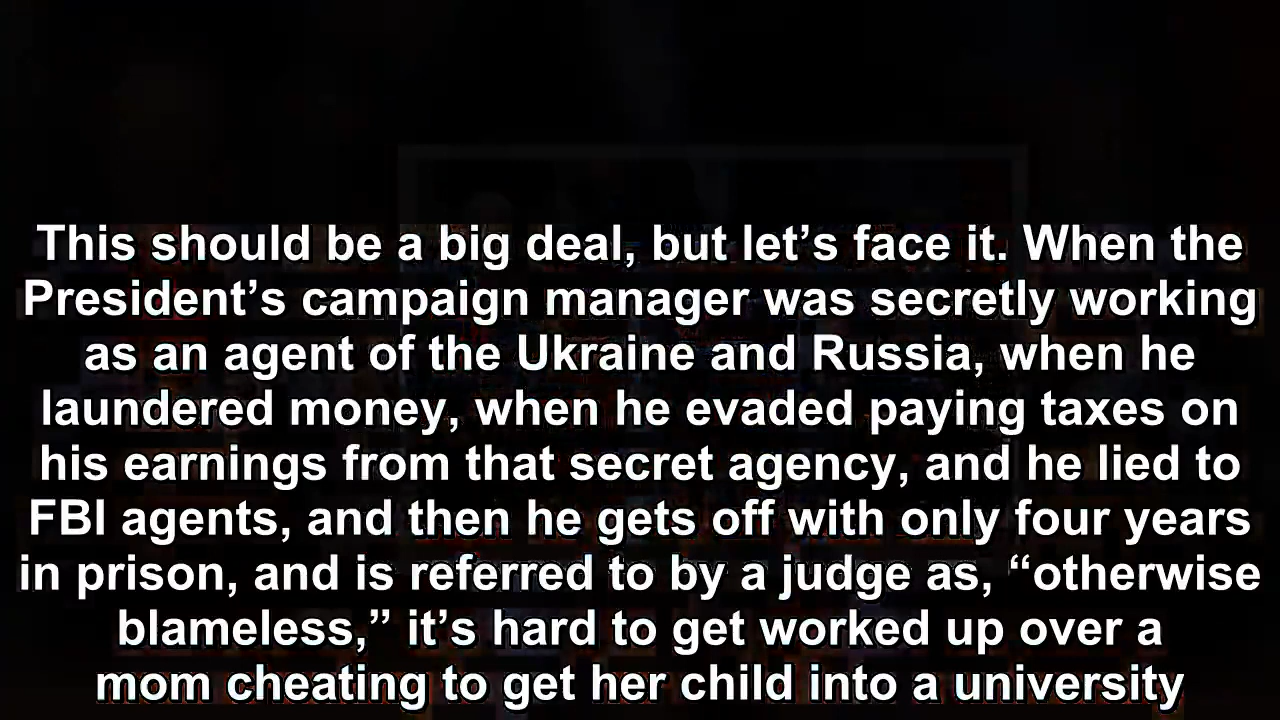 This should be a big deal, but let’s face it. When the
President’s campaign manager was secretly working
as an agent of the Ukraine and Russia, when he
laundered money, when he evaded paying taxes on
his earnings from that secret agency, and he lied to
FBI agents, and then he gets off with only four years
in prison, and is referred to by a judge as, “otherwise
blameless,” it’s hard to get worked up over a
mom cheating to get her child into a university